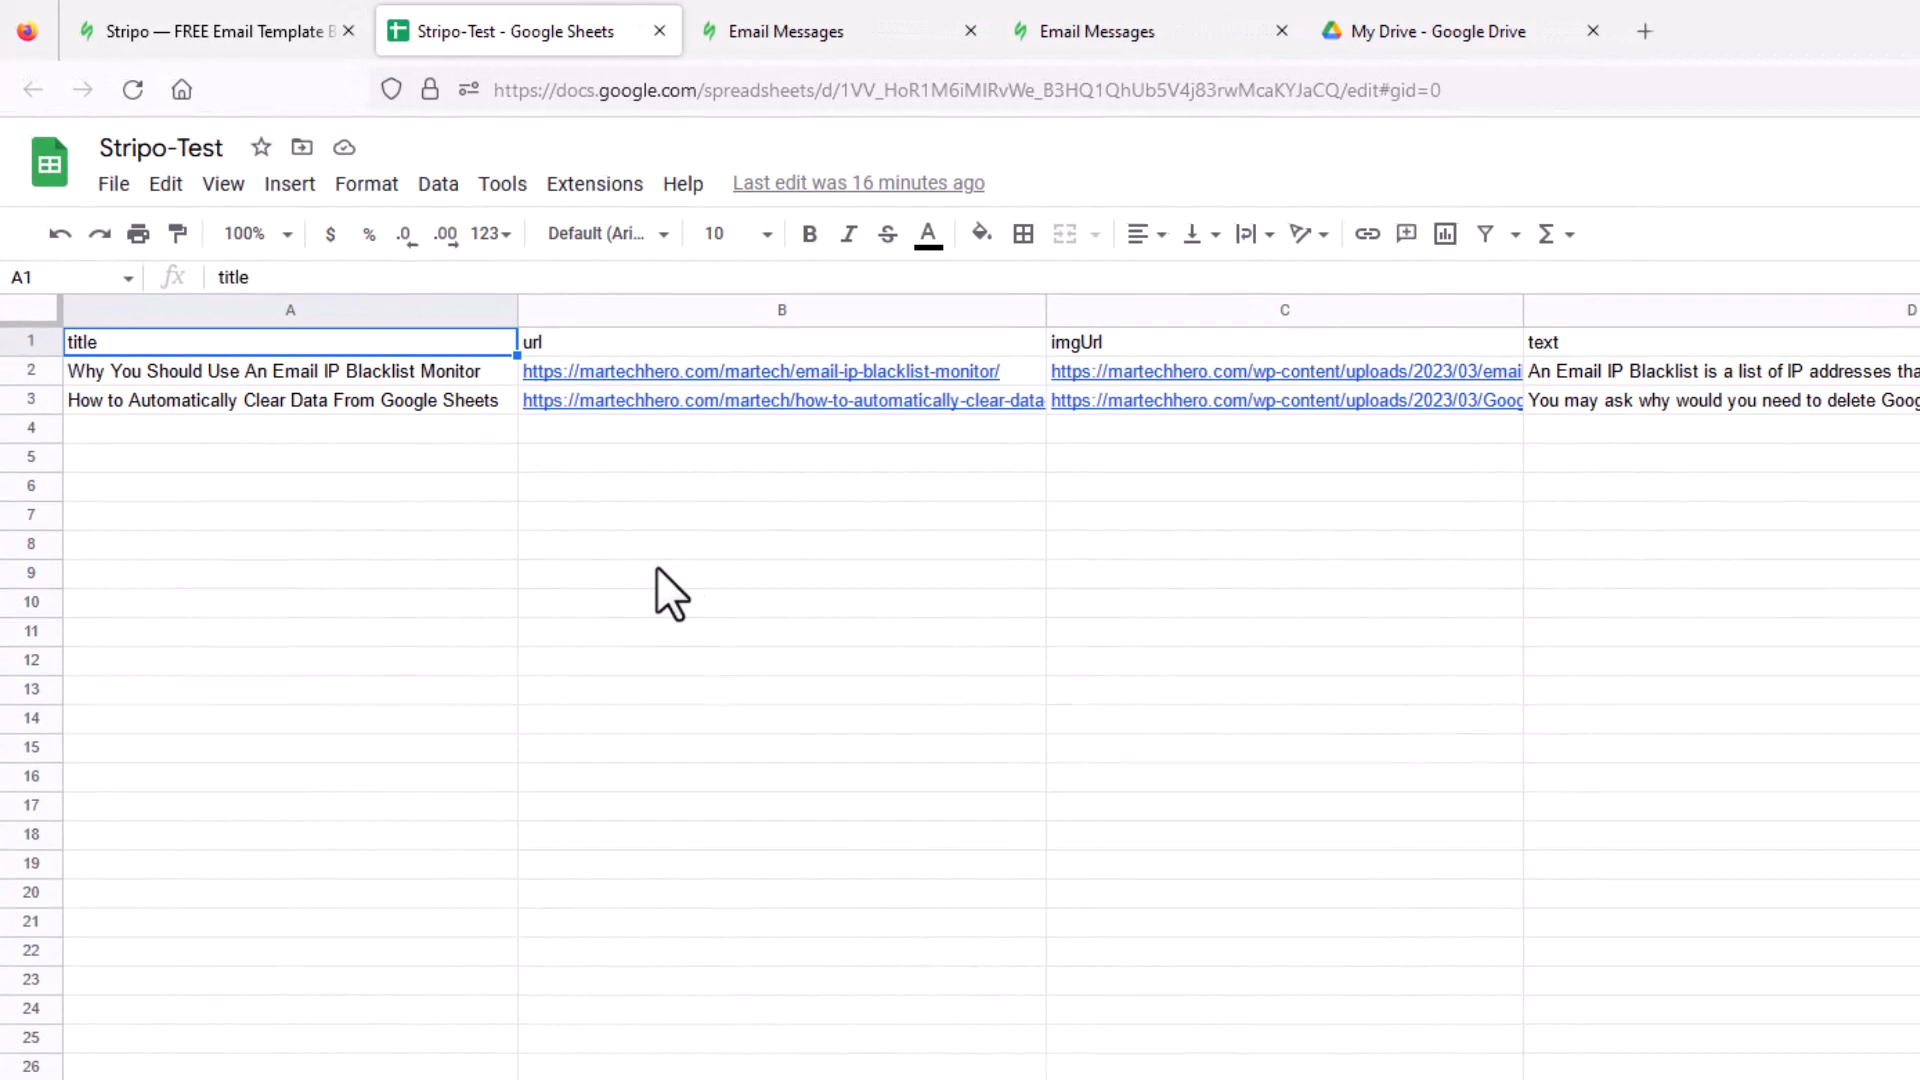 Stripo — FREE Email Template B
Stripo-Test - Google Sheets
Email Messages
Email Messages
My Drive - Google Drive
https://docs.google.com/spreadsheets/d/1VV_HoR1M6iMIRvWe_B3HQ1QhUb5V4j83rwMcaKYJaCQ/edit#gid=0
Stripo-Test
File Edit View Insert Format Data Tools Extensions Help Last edit was 16 minutes ago
100% $ % .0 .00 123 Default (Ari... 10 B I S A Σ
A1 fx title
A B C D
1 title url imgUrl text
2 Why You Should Use An Email IP Blacklist Monitor https://martechhero.com/martech/email-ip-blacklist-monitor/ https://martechhero.com/wp-content/uploads/2023/03/email An Email IP Blacklist is a list of IP addresses tha
3 How to Automatically Clear Data From Google Sheets https://martechhero.com/martech/how-to-automatically-clear-data- https://martechhero.com/wp-content/uploads/2023/03/Goog You may ask why would you need to delete Goog
4
5
6
7
8
9
10
11
12
13
14
15
16
17
18
19
20
21
22
23
24
25
26